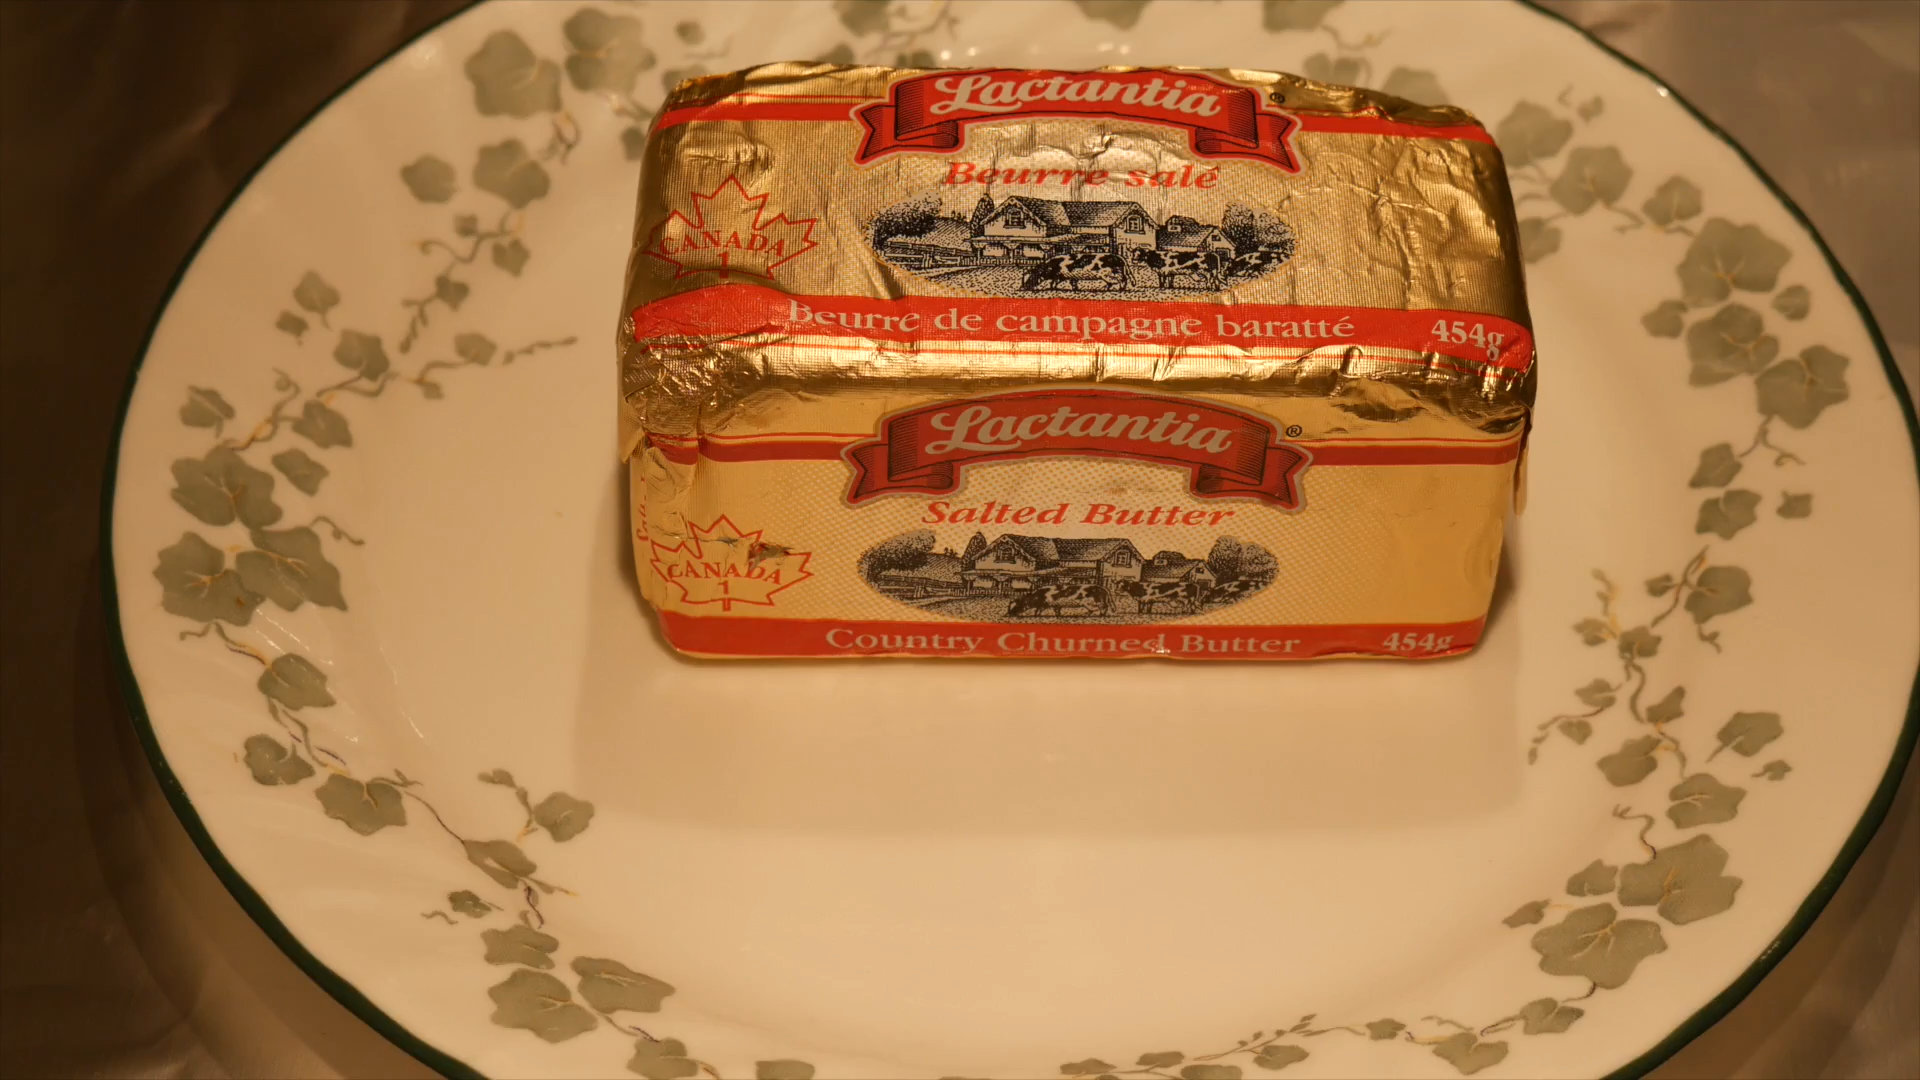 Lactantia ®
Beurre salé
CANADA
1
Beurre de campagne baratté 454g
Lactantia ®
Salted Butter
CANADA
1
Country Churned Butter 454g